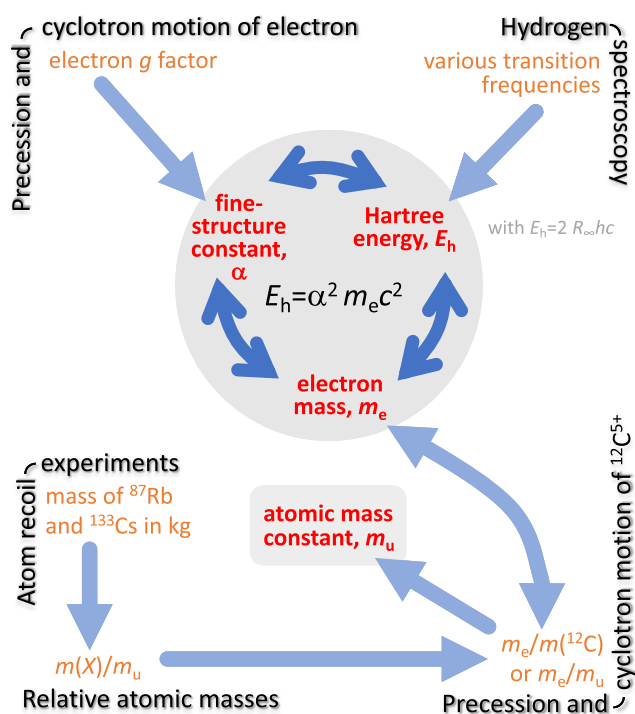 Precession and
cyclotron motion of electron
electron g factor
Hydrogen
spectroscopy
various transition
frequencies
fine-
structure
constant,
α
Hartree
energy, Eₕ
with Eₕ=2 R∞hc
Eₕ=α² mₑc²
electron
mass, mₑ
Atom recoil
experiments
mass of ⁸⁷Rb
and ¹³³Cs in kg
atomic mass
constant, mᵤ
m(X)/mᵤ
Relative atomic masses
mₑ/m(¹²C)
or mₑ/mᵤ
Precession and
cyclotron motion of ¹²C⁵⁺